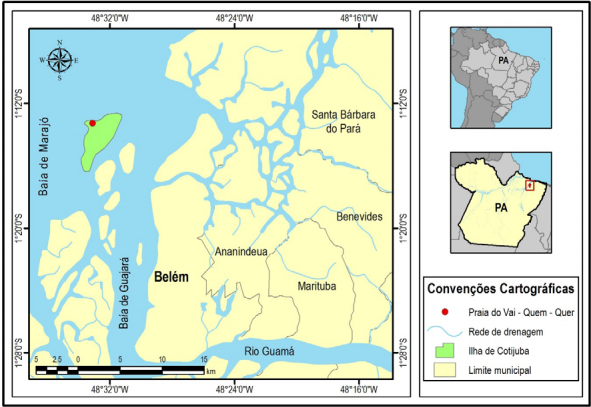 48°32'0"W
48°24'0"W
48°16'0"W
N
W
E
S
1°12'0"S
1°12'0"S
Santa Bárbara
do Pará
Baia de Marajó
1°20'0"S
1°20'0"S
Benevides
Ananindeua
Baia de Guajará
Belém
Marituba
Rio Guamá
1°28'0"S
1°28'0"S
5 2.5 0 5 10 15
km
48°32'0"W
48°24'0"W
48°16'0"W
PA
PA
Convenções Cartográficas
Praia do Vai - Quem - Quer
Rede de drenagem
Ilha de Cotijuba
Limite municipal